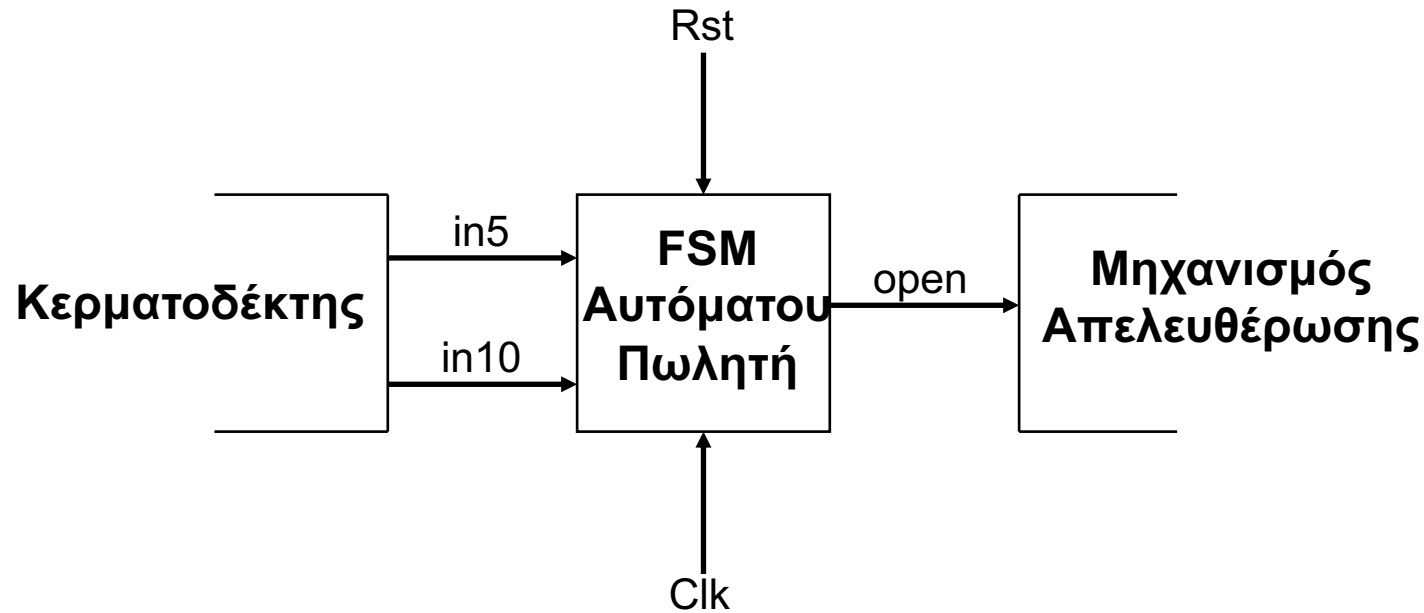 Rst
Κερματοδέκτης
in5
in10
FSM
Αυτόματου
Πωλητή
open
Μηχανισμός
Απελευθέρωσης
Clk